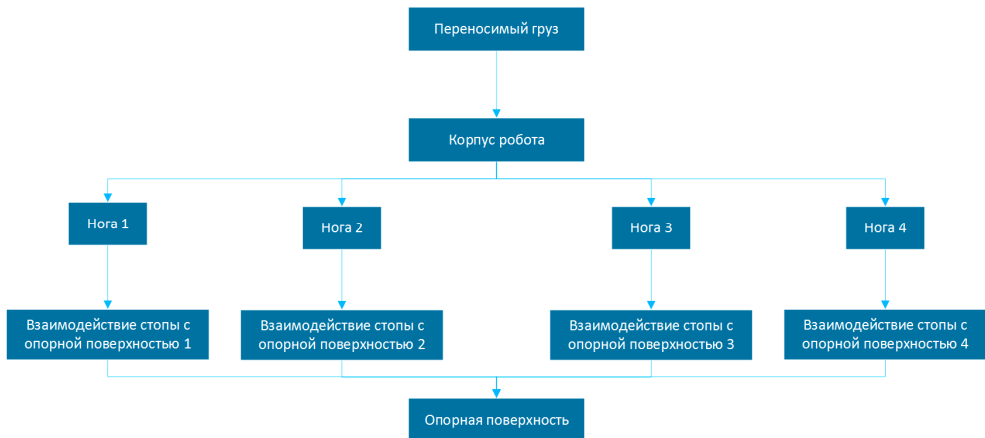 Переносимый груз
Корпус робота
Нога 1
Нога 2
Нога 3
Нога 4
Взаимодействие стопы с
опорной поверхностью 1
Взаимодействие стопы с
опорной поверхностью 2
Взаимодействие стопы с
опорной поверхностью 3
Взаимодействие стопы с
опорной поверхностью 4
Опорная поверхность